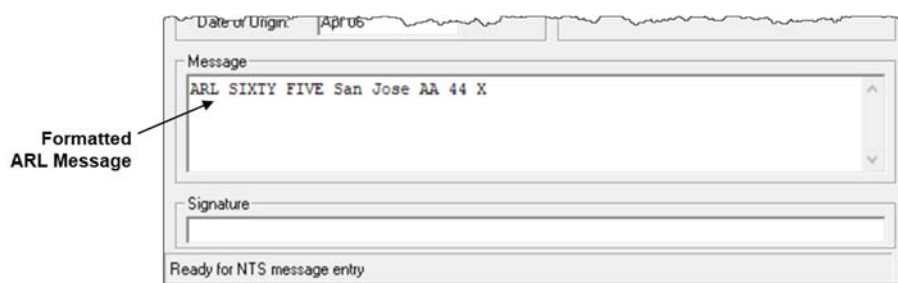 Date of Origin: Apr 06
Message
ARL SIXTY FIVE San Jose AA 44 X
Formatted
ARL Message
Signature
Ready for NTS message entry